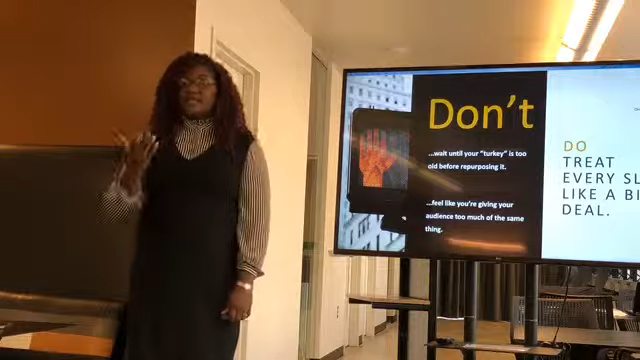 Don't
...wait until your "turkey" is too
old before repurposing it.
...feel like you're giving your
audience too much of the same
thing.
DO
TREAT
EVERY
LIKE A
DEAL.